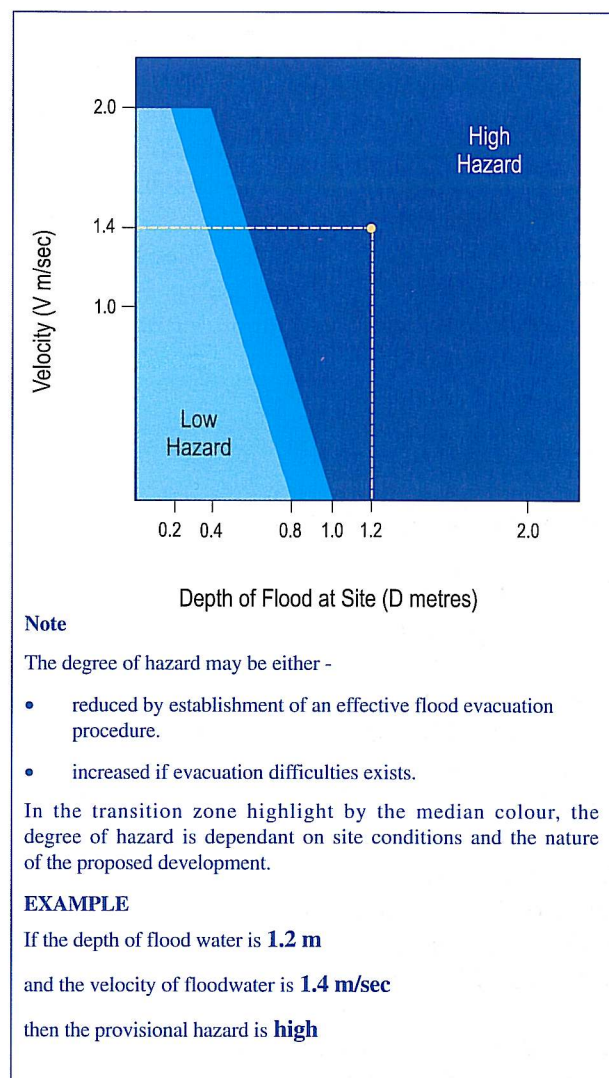 2.0
High
Hazard
1.4
Velocity (V m/sec)
1.0
Low
Hazard
0.2 0.4 0.8 1.0 1.2 2.0
Depth of Flood at Site (D metres)
Note
The degree of hazard may be either -
• reduced by establishment of an effective flood evacuation
procedure.
• increased if evacuation difficulties exists.
In the transition zone highlight by the median colour, the
degree of hazard is dependant on site conditions and the nature
of the proposed development.
EXAMPLE
If the depth of flood water is 1.2 m
and the velocity of floodwater is 1.4 m/sec
then the provisional hazard is high